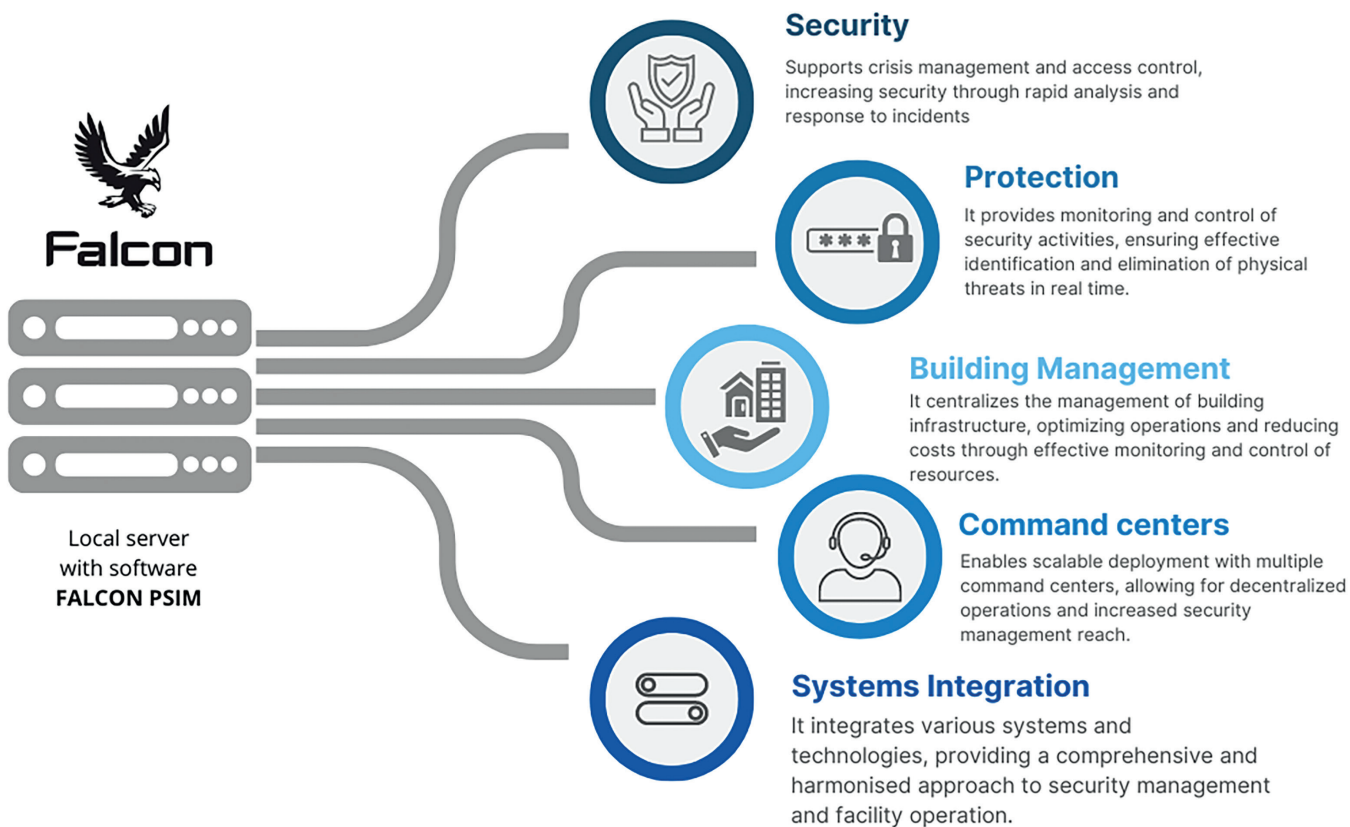 Falcon
Local server
with software
FALCON PSIM
Security
Supports crisis management and access control,
increasing security through rapid analysis and
response to incidents
Protection
It provides monitoring and control of
security activities, ensuring effective
identification and elimination of physical
threats in real time.
Building Management
It centralizes the management of building
infrastructure, optimizing operations and reducing
costs through effective monitoring and control of
resources.
Command centers
Enables scalable deployment with multiple
command centers, allowing for decentralized
operations and increased security
management reach.
Systems Integration
It integrates various systems and
technologies, providing a comprehensive and
harmonised approach to security management
and facility operation.